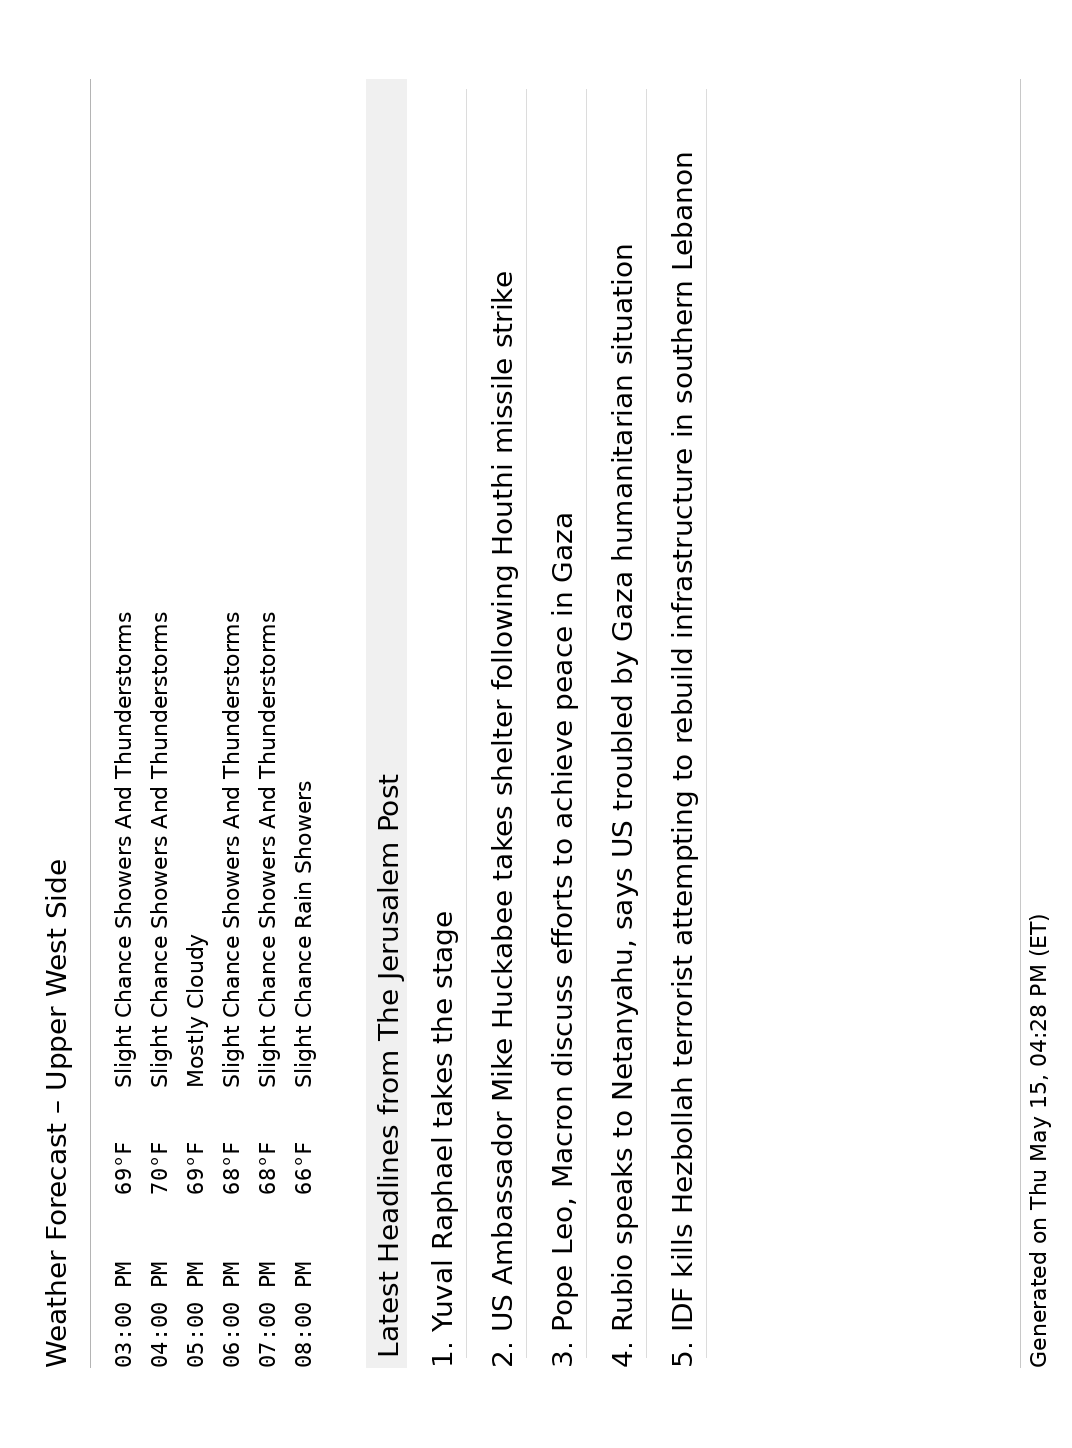 Weather Forecast – Upper West Side
03:00 PM 69°F Slight Chance Showers And Thunderstorms
04:00 PM 70°F Slight Chance Showers And Thunderstorms
05:00 PM 69°F Mostly Cloudy
06:00 PM 68°F Slight Chance Showers And Thunderstorms
07:00 PM 68°F Slight Chance Showers And Thunderstorms
08:00 PM 66°F Slight Chance Rain Showers
Latest Headlines from The Jerusalem Post
1. Yuval Raphael takes the stage
2. US Ambassador Mike Huckabee takes shelter following Houthi missile strike
3. Pope Leo, Macron discuss efforts to achieve peace in Gaza
4. Rubio speaks to Netanyahu, says US troubled by Gaza humanitarian situation
5. IDF kills Hezbollah terrorist attempting to rebuild infrastructure in southern Lebanon
Generated on Thu May 15, 04:28 PM (ET)